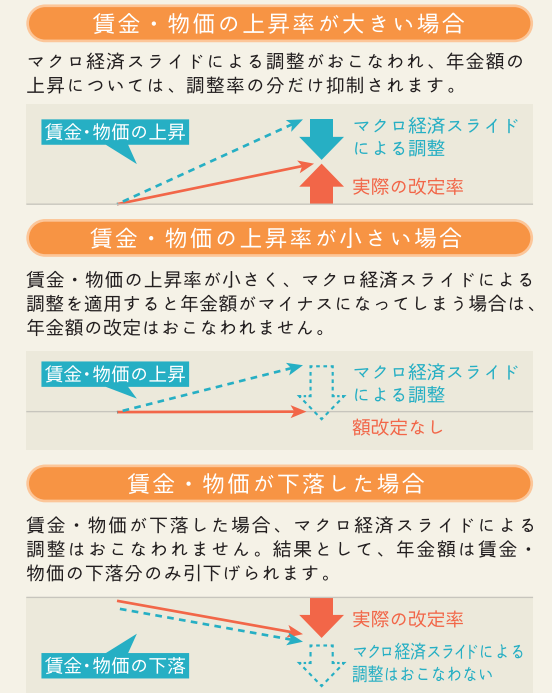 賃金・物価の上昇率が大きい場合
マクロ経済スライドによる調整がおこなわれ、年金額の
上昇については、調整率の分だけ抑制されます。
賃金・物価の上昇
マクロ経済スライド
による調整
実際の改定率
賃金・物価の上昇率が小さい場合
賃金・物価の上昇率が小さく、マクロ経済スライドによる
調整を適用すると年金額がマイナスになってしまう場合は、
年金額の改定はおこなわれません。
賃金・物価の上昇
マクロ経済スライド
による調整
額改定なし
賃金・物価が下落した場合
賃金・物価が下落した場合、マクロ経済スライドによる
調整はおこなわれません。結果として、年金額は賃金・
物価の下落分のみ引下げられます。
実際の改定率
賃金・物価の下落
マクロ経済スライドによる
調整はおこなわない